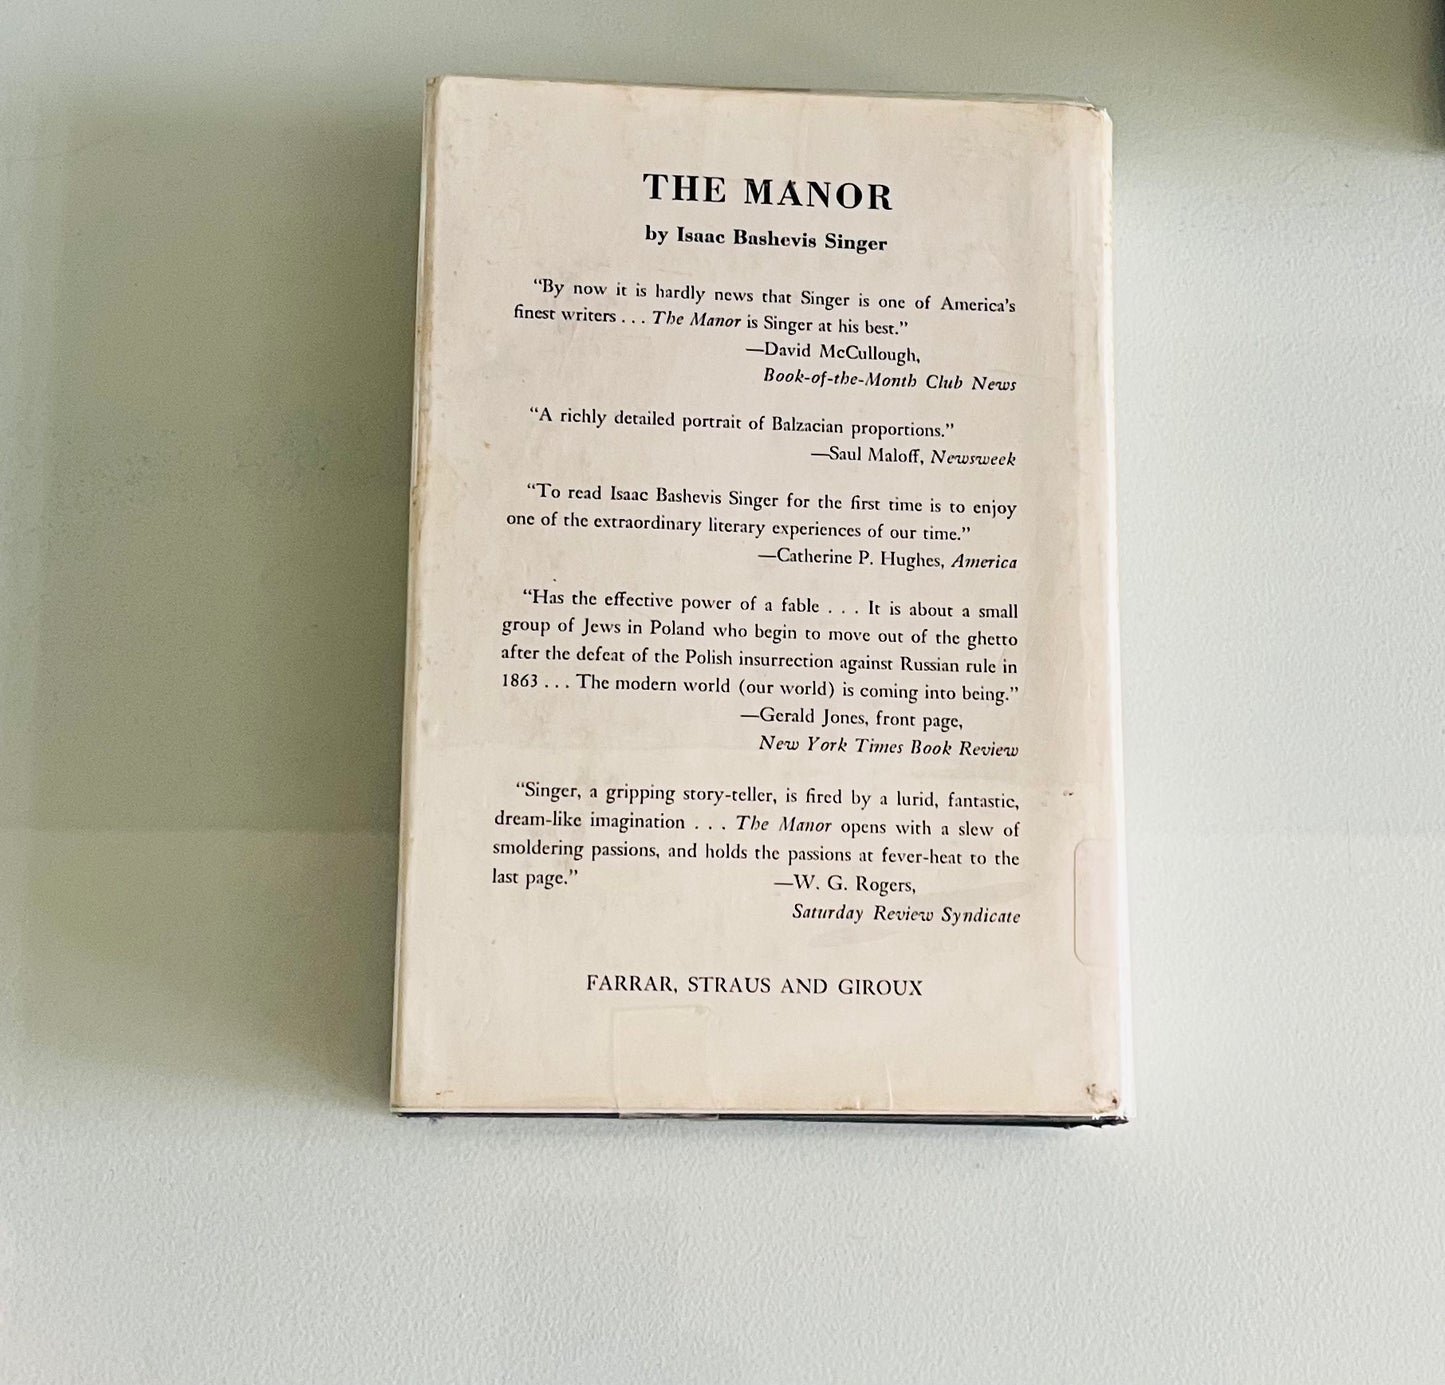 THE MANOR
by Isaac Bashevis Singer
“By now it is hardly news that Singer is one of America’s
finest writers . . . The Manor is Singer at his best.”
—David McCullough,
Book-of-the-Month Club News
“A richly detailed portrait of Balzacian proportions.”
—Saul Maloff, Newsweek
“To read Isaac Bashevis Singer for the first time is to enjoy
one of the extraordinary literary experiences of our time.”
—Catherine P. Hughes, America
“Has the effective power of a fable . . . It is about a small
group of Jews in Poland who begin to move out of the ghetto
after the defeat of the Polish insurrection against Russian rule in
1863 . . . The modern world (our world) is coming into being.”
—Gerald Jones, front page,
New York Times Book Review
“Singer, a gripping story-teller, is fired by a lurid, fantastic,
dream-like imagination . . . The Manor opens with a slew of
smoldering passions, and holds the passions at fever-heat to the
last page.” —W. G. Rogers,
Saturday Review Syndicate
FARRAR, STRAUS AND GIROUX